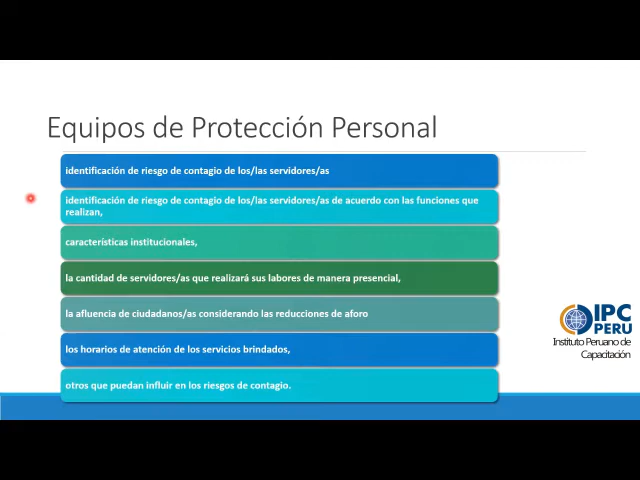 Equipos de Protección Personal
identificación de riesgo de contagio de los/las servidores/as
identificación de riesgo de contagio de los/las servidores/as de acuerdo con las funciones que
realizan,
características institucionales,
la cantidad de servidores/as que realizará sus labores de manera presencial,
la afluencia de ciudadanos/as considerando las reducciones de aforo
los horarios de atención de los servicios brindados,
otros que puedan influir en los riesgos de contagio.
IPC
PERU
Instituto Peruano de
Capacitación